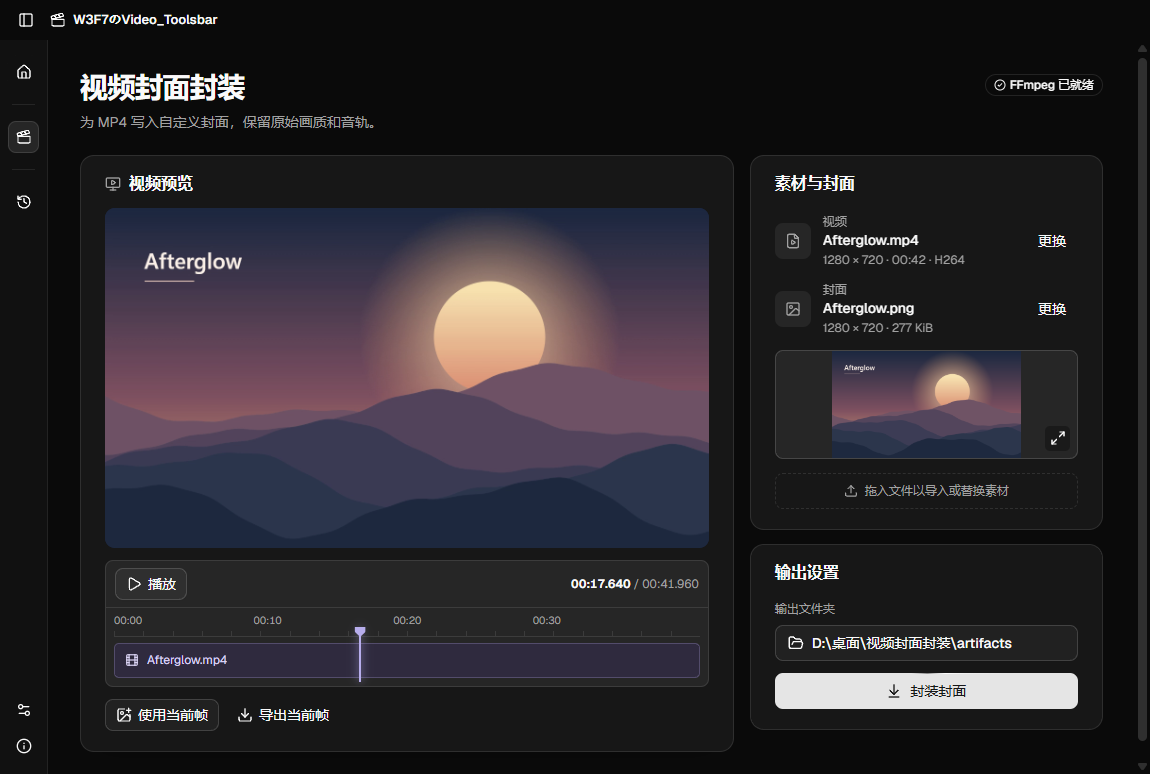 W3F7のVideo_Toolsbar
视频封面封装
为 MP4 写入自定义封面，保留原始画质和音轨。
FFmpeg 已就绪
视频预览
Afterglow
播放
00:17.640 / 00:41.960
00:00 00:10 00:20 00:30
Afterglow.mp4
使用当前帧 导出当前帧
素材与封面
视频
Afterglow.mp4
更换
1280 × 720 · 00:42 · H264
封面
Afterglow.png
更换
1280 × 720 · 277 KiB
Afterglow
拖入文件以导入或替换素材
输出设置
输出文件夹
D:\桌面\视频封面封装\artifacts
封装封面